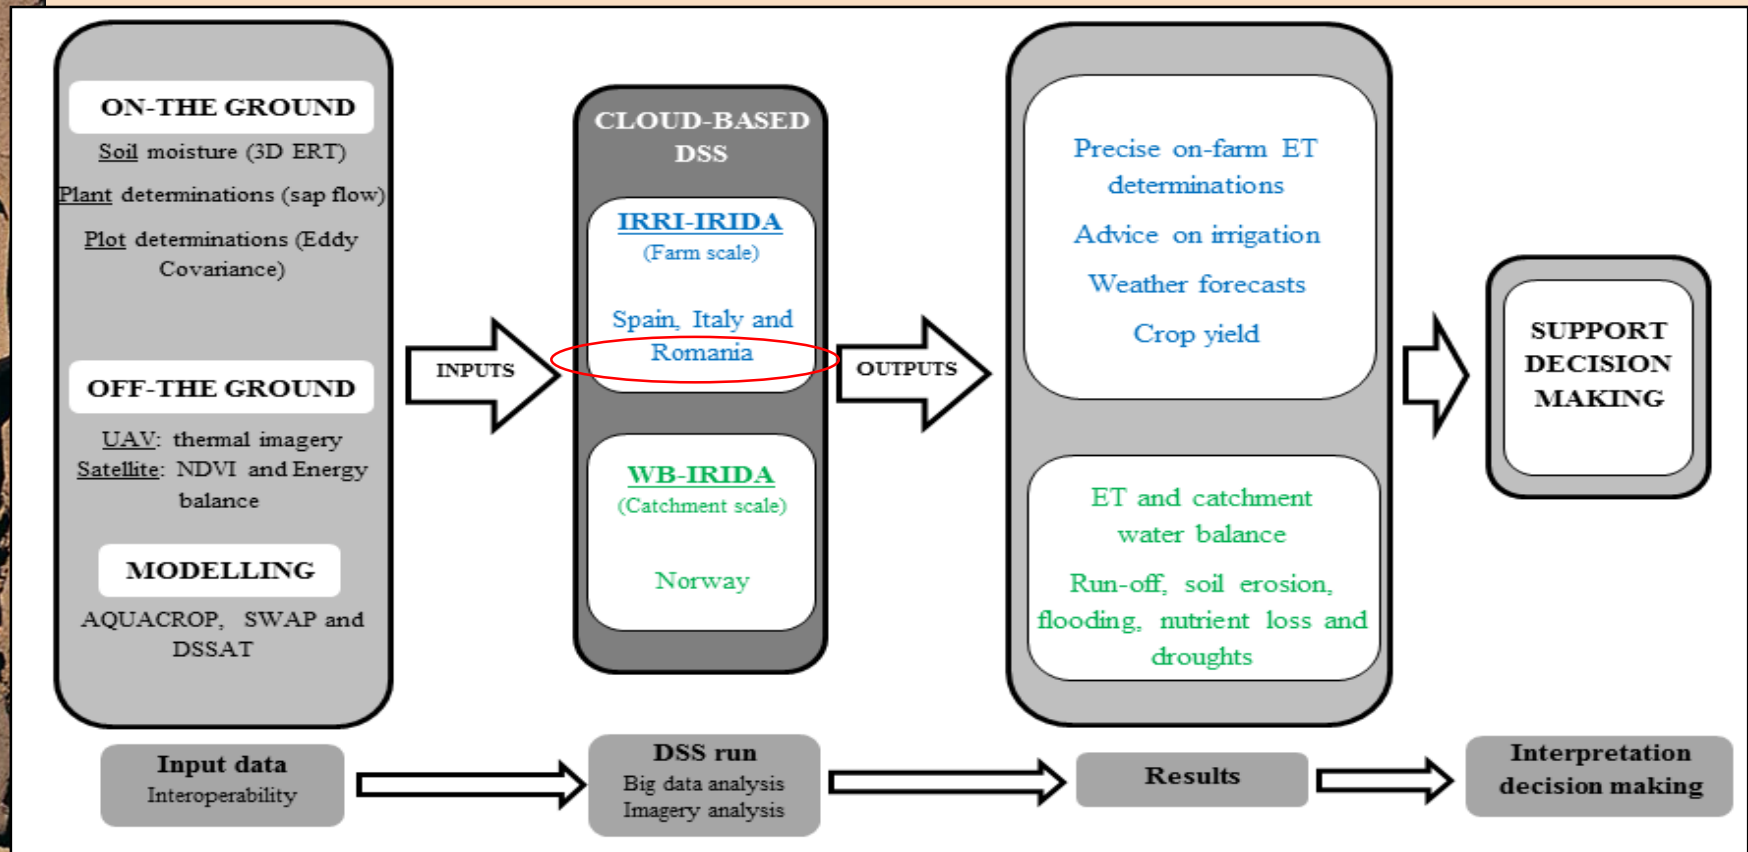 ON-THE GROUND
Soil moisture (3D ERT)
Plant determinations (sap flow)
Plot determinations (Eddy
Covariance)
OFF-THE GROUND
UAV: thermal imagery
Satellite: NDVI and Energy
balance
MODELLING
AQUACROP, SWAP and
DSSAT
INPUTS
CLOUD-BASED
DSS
IRRI-IRIDA
(Farm scale)
Spain, Italy and
Romania
WB-IRIDA
(Catchment scale)
Norway
OUTPUTS
Precise on-farm ET
determinations
Advice on irrigation
Weather forecasts
Crop yield
ET and catchment
water balance
Run-off, soil erosion,
flooding, nutrient loss and
droughts
SUPPORT
DECISION
MAKING
Input data
Interoperability
DSS run
Big data analysis
Imagery analysis
Results
Interpretation
decision making